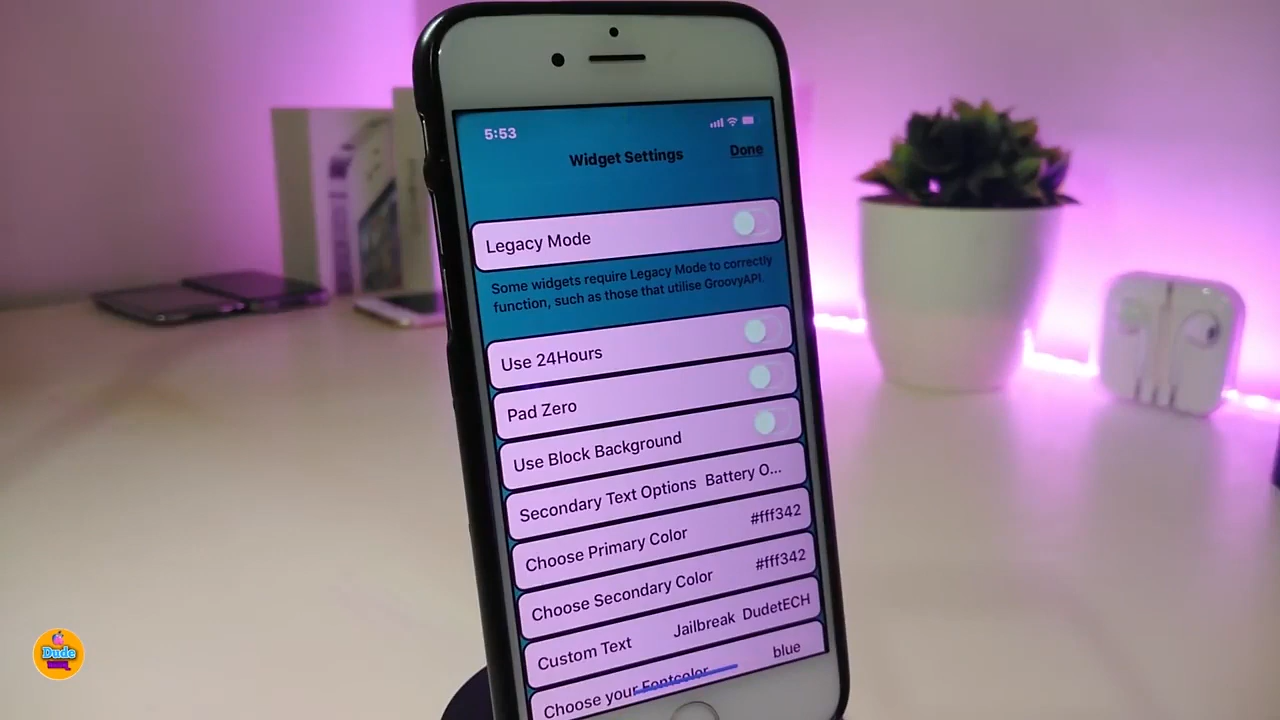 5:53
Widget Settings
Done
Legacy Mode
Some widgets require Legacy Mode to correctly
function, such as those that utilise GroovyAPI.
Use 24Hours
Pad Zero
Use Block Background
Secondary Text Options Battery O...
Choose Primary Color #fff342
Choose Secondary Color #fff342
Custom Text Jailbreak DudetECH
Choose your Fontcolor blue
Dude